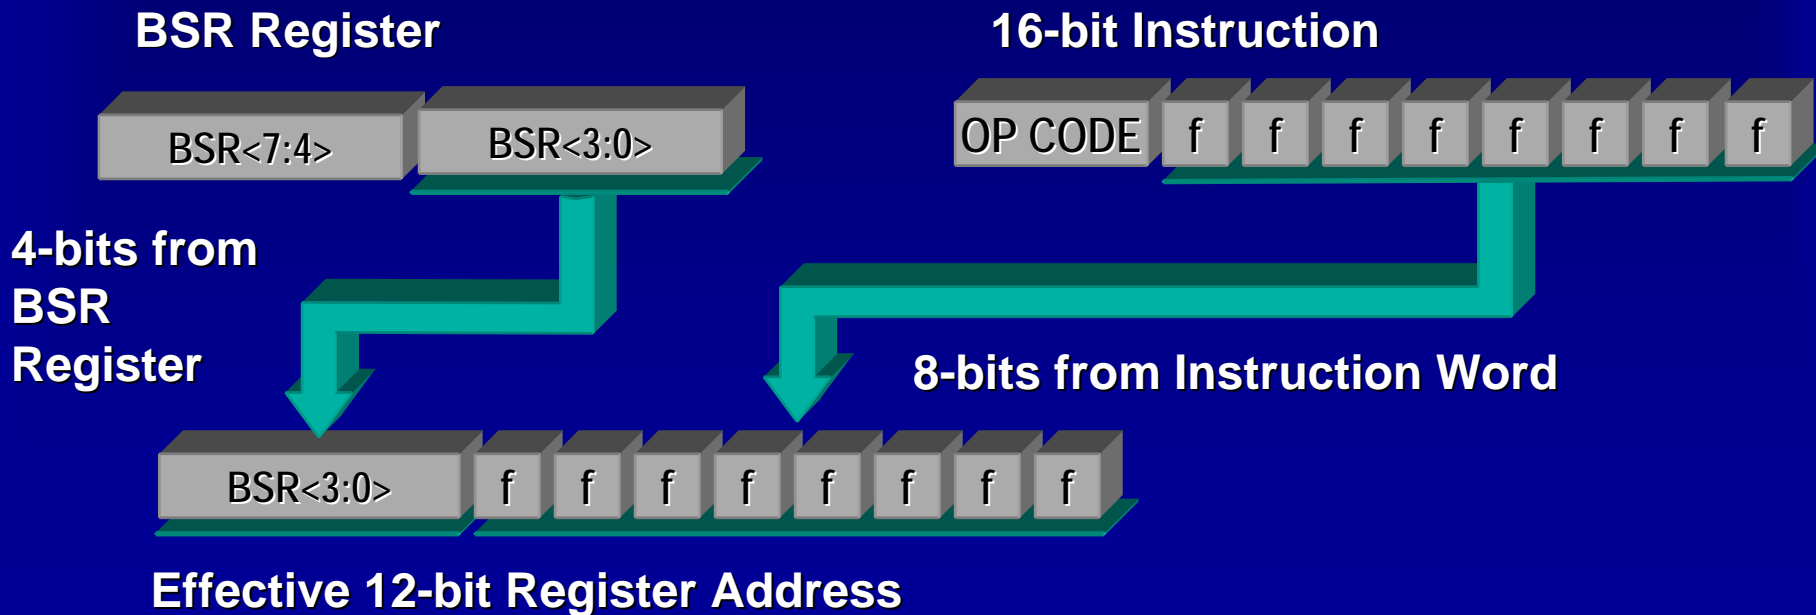 BSR Register
16-bit Instruction
BSR<7:4> BSR<3:0>
OP CODE f f f f f f f f
4-bits from
BSR
Register
8-bits from Instruction Word
BSR<3:0> f f f f f f f f
Effective 12-bit Register Address